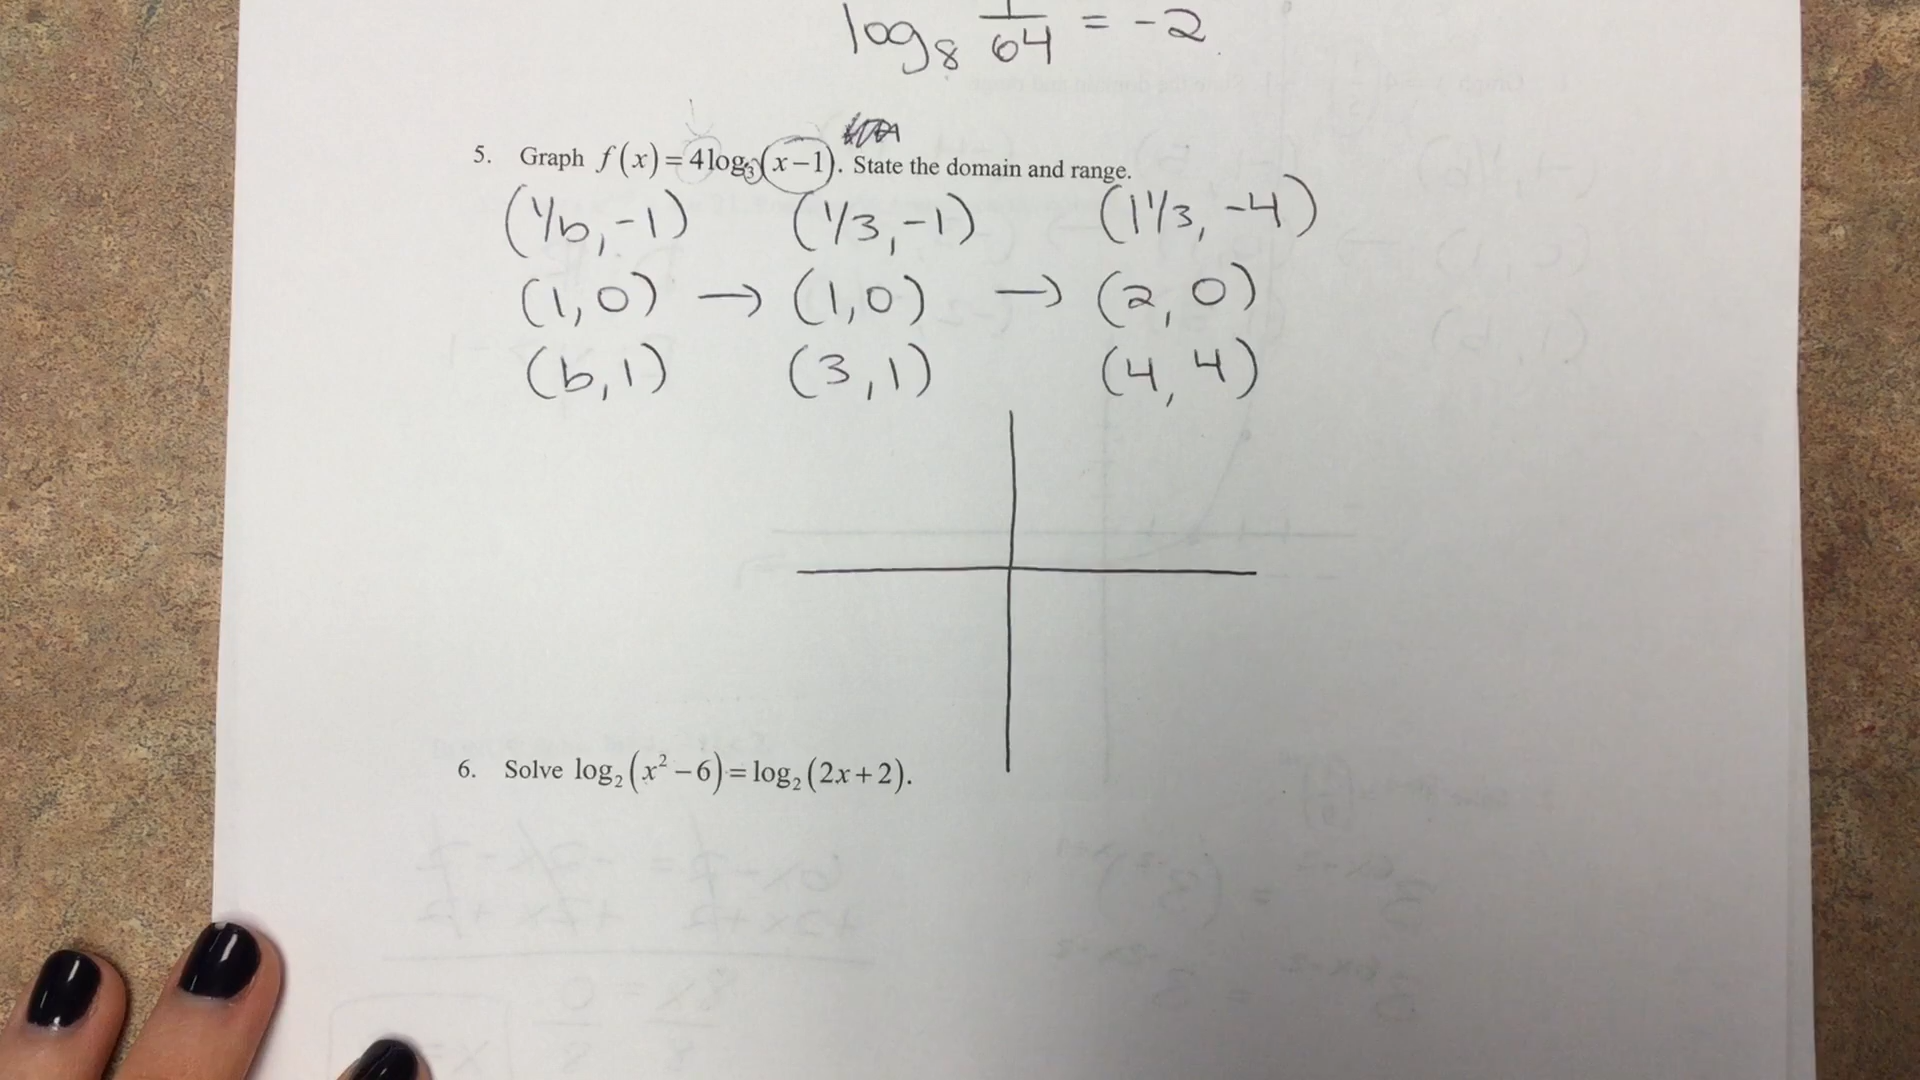 log₈ 1/64 = -2
5. Graph f(x) = 4log₃(x−1). State the domain and range.
(1/b, -1) (1/3, -1) (1 1/3, -4)
(1, 0) → (1, 0) → (2, 0)
(b, 1) (3, 1) (4, 4)
6. Solve log₂(x² − 6) = log₂(2x + 2).